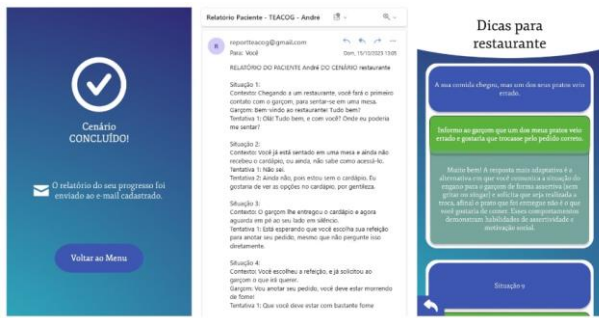 Cenário
CONCLUÍDO!
O relatório do seu progresso foi
enviado ao e-mail cadastrado.
Voltar ao Menu
Relatório Paciente - TEACOG - André
R
reportteacog@gmail.com
Para: Você
Dom, 15/10/2023 13:05
RELATÓRIO DO PACIENTE André DO CENÁRIO restaurante
Situação 1:
Contexto: Chegando a um restaurante, você fará o primeiro
contato com o garçom, para sentar-se em uma mesa.
Garçom: Bem-vindo ao restaurante! Tudo bem?
Tentativa 1: Olá! Tudo bem, e com você? Onde eu poderia
me sentar?
Situação 2:
Contexto: Você já está sentado em uma mesa e ainda não
recebeu o cardápio, ou ainda, não sabe como acessá-lo.
Tentativa 1: Não sei.
Tentativa 2: Ainda não, pois estou sem o cardápio. Eu
gostaria de ver as opções no cardápio, por gentileza.
Situação 3:
Contexto: O garçom lhe entregou o cardápio e agora
aguarda em pé ao seu lado em silêncio.
Tentativa 1: Está esperando que você escolha sua refeição
para anotar seu pedido, mesmo que não pergunte isso
diretamente.
Situação 4:
Contexto: Você escolheu a refeição, e já solicitou ao
garçom o que irá querer.
Garçom: Vou anotar seu pedido, você deve estar morrendo
de fome!
Tentativa 1: Que você deve estar com bastante fome
Dicas para
restaurante
A sua comida chegou, mas um dos seus pratos veio
errado.
Informo ao garçom que um dos meus pratos veio
errado e gostaria que trocasse pelo pedido correto.
Muito bem! A resposta mais adaptativa é a
alternativa em que você comunica a situação do
engano para o garçom de forma assertiva (sem
gritar ou xingar) e solicita que seja realizada a
troca, afinal o prato que foi entregue não é o que
você gostaria de comer. Esses comportamentos
demonstram habilidades de assertividade e
motivação social.
Situação 9